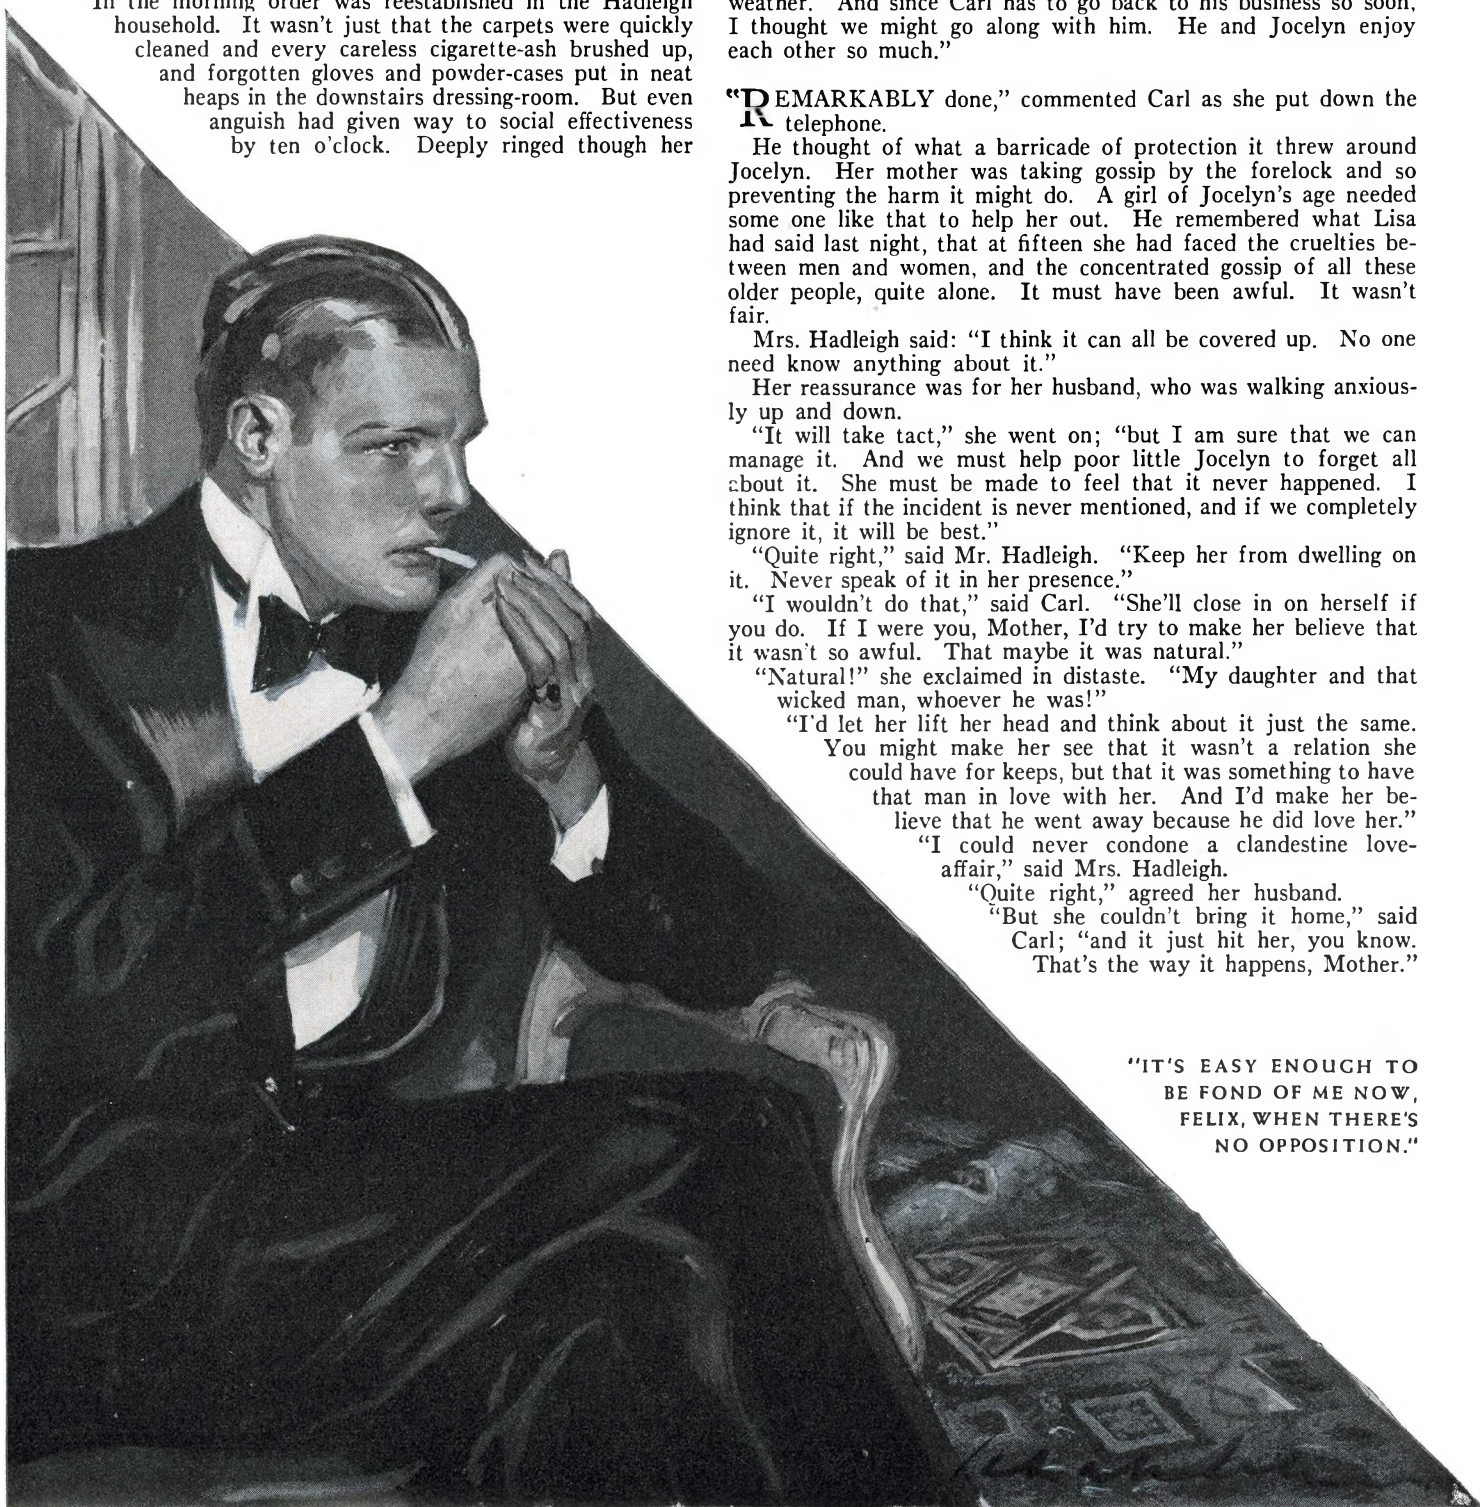 In the morning order was reestablished in the Hadleigh
household. It wasn't just that the carpets were quickly
cleaned and every careless cigarette-ash brushed up,
and forgotten gloves and powder-cases put in neat
heaps in the downstairs dressing-room. But even
anguish had given way to social effectiveness
by ten o'clock. Deeply ringed though her
weather. And since Carl has to go back to his business so soon,
I thought we might go along with him. He and Jocelyn enjoy
each other so much.”
“REMARKABLY done,” commented Carl as she put down the
telephone.
He thought of what a barricade of protection it threw around
Jocelyn. Her mother was taking gossip by the forelock and so
preventing the harm it might do. A girl of Jocelyn's age needed
some one like that to help her out. He remembered what Lisa
had said last night, that at fifteen she had faced the cruelties be-
tween men and women, and the concentrated gossip of all these
older people, quite alone. It must have been awful. It wasn't
fair.
Mrs. Hadleigh said: “I think it can all be covered up. No one
need know anything about it.”
Her reassurance was for her husband, who was walking anxious-
ly up and down.
“It will take tact,” she went on; “but I am sure that we can
manage it. And we must help poor little Jocelyn to forget all
about it. She must be made to feel that it never happened. I
think that if the incident is never mentioned, and if we completely
ignore it, it will be best.”
“Quite right,” said Mr. Hadleigh. “Keep her from dwelling on
it. Never speak of it in her presence.”
“I wouldn't do that,” said Carl. “She'll close in on herself if
you do. If I were you, Mother, I'd try to make her believe that
it wasn't so awful. That maybe it was natural.”
“Natural!” she exclaimed in distaste. “My daughter and that
wicked man, whoever he was!”
“I'd let her lift her head and think about it just the same.
You might make her see that it wasn't a relation she
could have for keeps, but that it was something to have
that man in love with her. And I'd make her be-
lieve that he went away because he did love her.”
“I could never condone a clandestine love-
affair,” said Mrs. Hadleigh.
“Quite right,” agreed her husband.
“But she couldn't bring it home,” said
Carl; “and it just hit her, you know.
That's the way it happens, Mother.”
"IT'S EASY ENOUGH TO
BE FOND OF ME NOW,
FELIX, WHEN THERE'S
NO OPPOSITION."